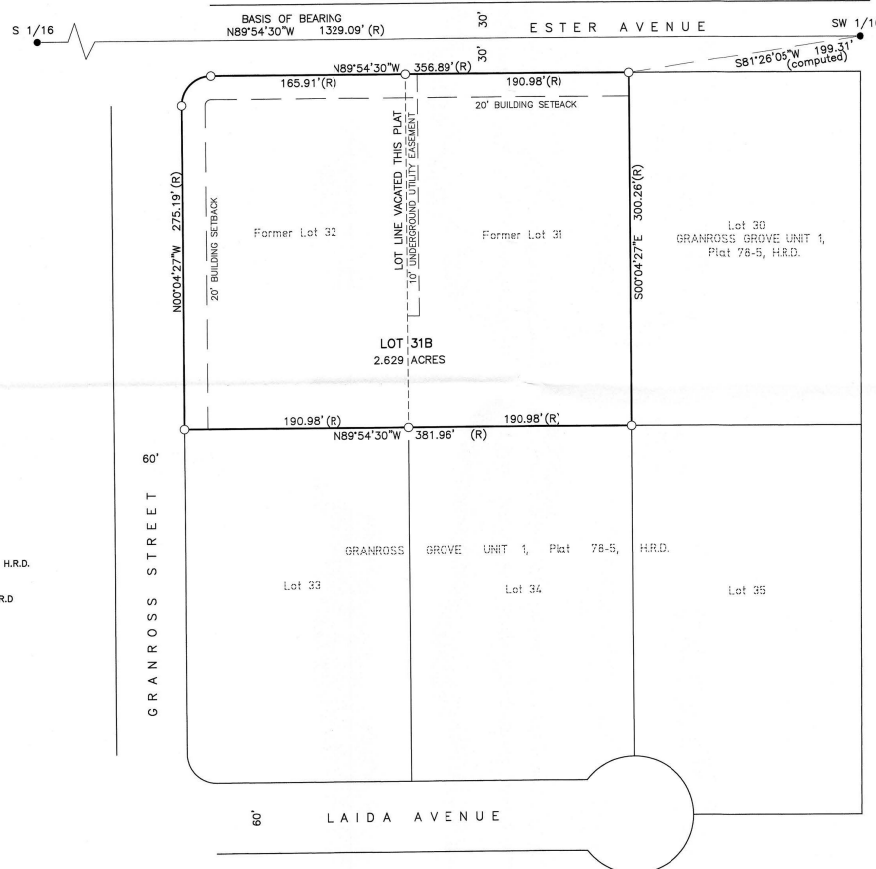 S 1/16
BASIS OF BEARING
N89°54'30"W 1329.09' (R)
30'
ESTER AVENUE
SW 1/16
30'
N89°54'30"W 356.89'(R)
S81°26'05"W 199.31'
(computed)
165.91'(R)
190.98'(R)
20' BUILDING SETBACK
N00°04'27"W 275.19' (R)
20' BUILDING SETBACK
LOT LINE VACATED THIS PLAT
10' UNDERGROUND UTILITY EASEMENT
S00°04'27"E 300.26'(R)
Former Lot 32
Former Lot 31
Lot 30
GRANROSS GROVE UNIT 1,
Plat 78-5, H.R.D.
LOT 31B
2.629 ACRES
190.98' (R)
190.98' (R)
N89°54'30"W 381.96' (R)
60'
GRANROSS STREET
GRANROSS GROVE UNIT 1, Plat 78-5, H.R.D.
H.R.D.
R.D
Lot 33
Lot 34
Lot 35
60'
LAIDA AVENUE